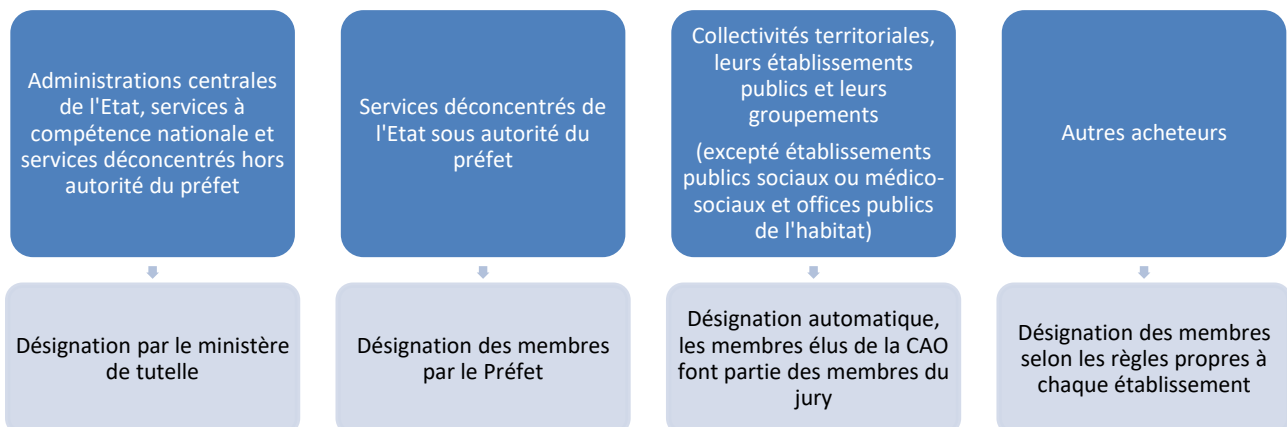 Administrations centrales
de l'Etat, services à
compétence nationale et
services déconcentrés hors
autorité du préfet
Services déconcentrés de
l'Etat sous autorité du
préfet
Collectivités territoriales,
leurs établissements
publics et leurs
groupements
(excepté établissements
publics sociaux ou médico-
sociaux et offices publics
de l'habitat)
Autres acheteurs
Désignation par le ministère
de tutelle
Désignation des membres
par le Préfet
Désignation automatique,
les membres élus de la CAO
font partie des membres du
jury
Désignation des membres
selon les règles propres à
chaque établissement